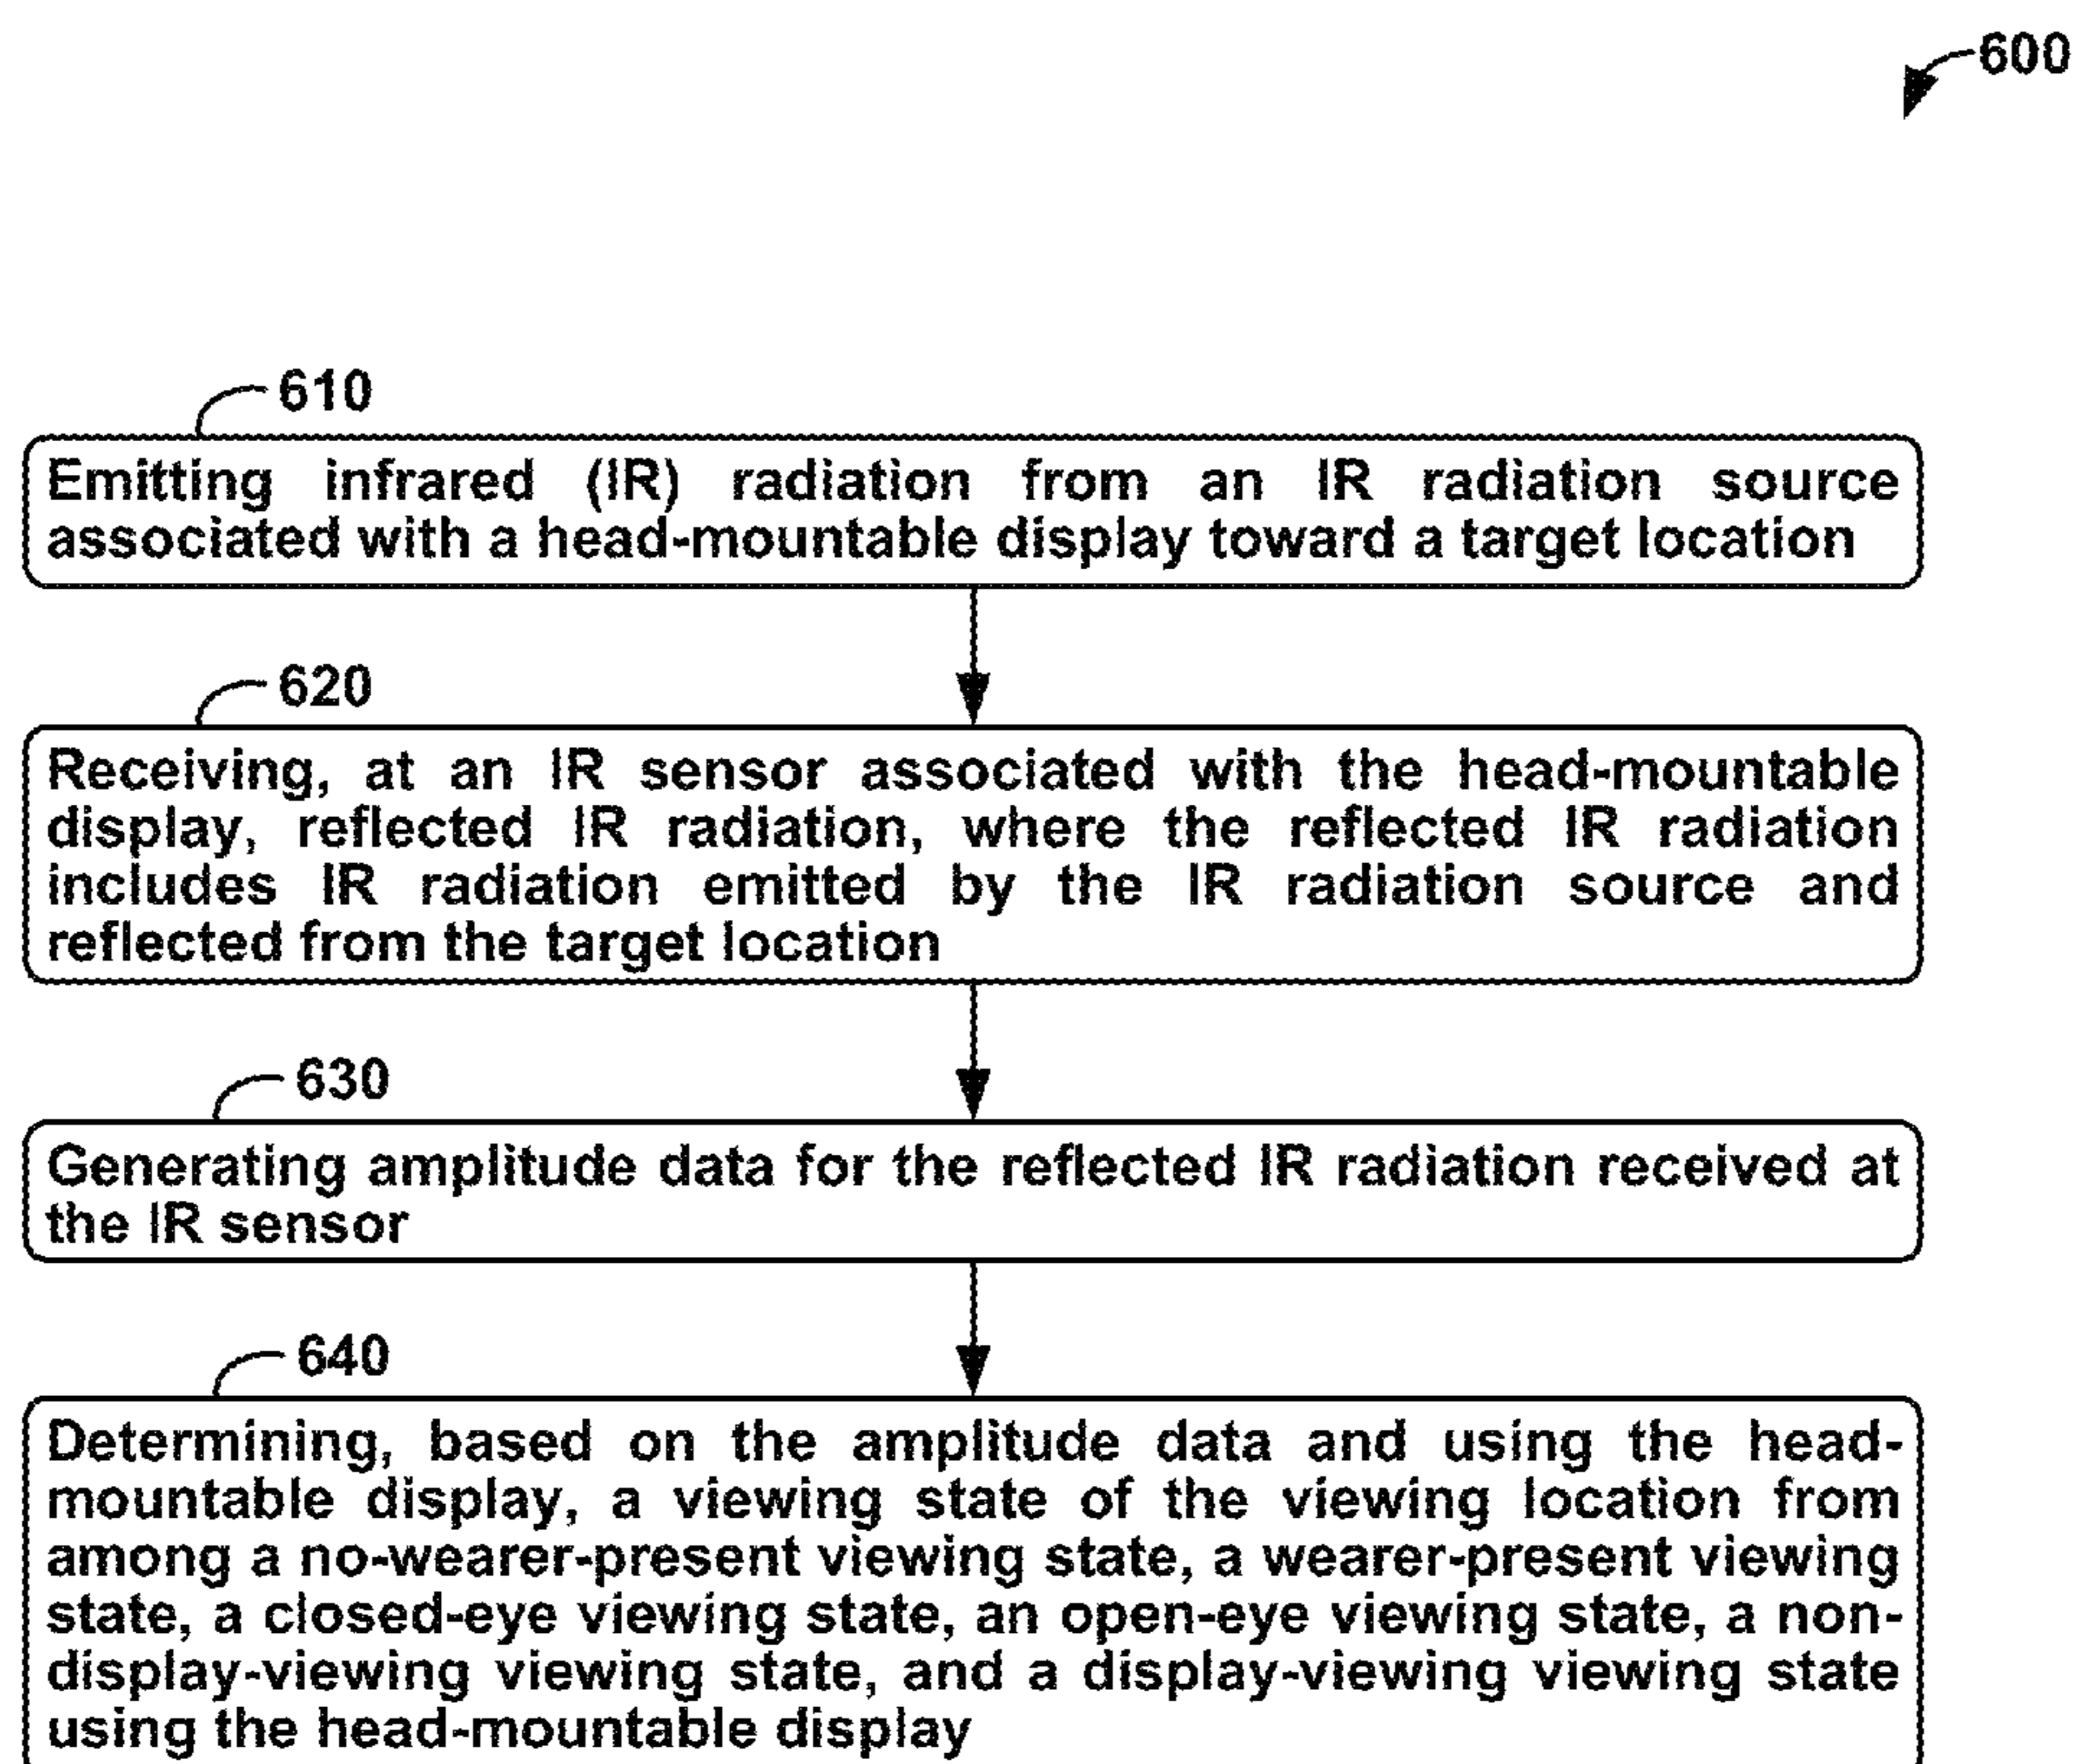 600
610
Emitting infrared (IR) radiation from an IR radiation source
associated with a head-mountable display toward a target location
620
Receiving, at an IR sensor associated with the head-mountable
display, reflected IR radiation, where the reflected IR radiation
includes IR radiation emitted by the IR radiation source and
reflected from the target location
630
Generating amplitude data for the reflected IR radiation received at
the IR sensor
640
Determining, based on the amplitude data and using the head-
mountable display, a viewing state of the viewing location from
among a no-wearer-present viewing state, a wearer-present viewing
state, a closed-eye viewing state, an open-eye viewing state, a non-
display-viewing viewing state, and a display-viewing viewing state
using the head-mountable display